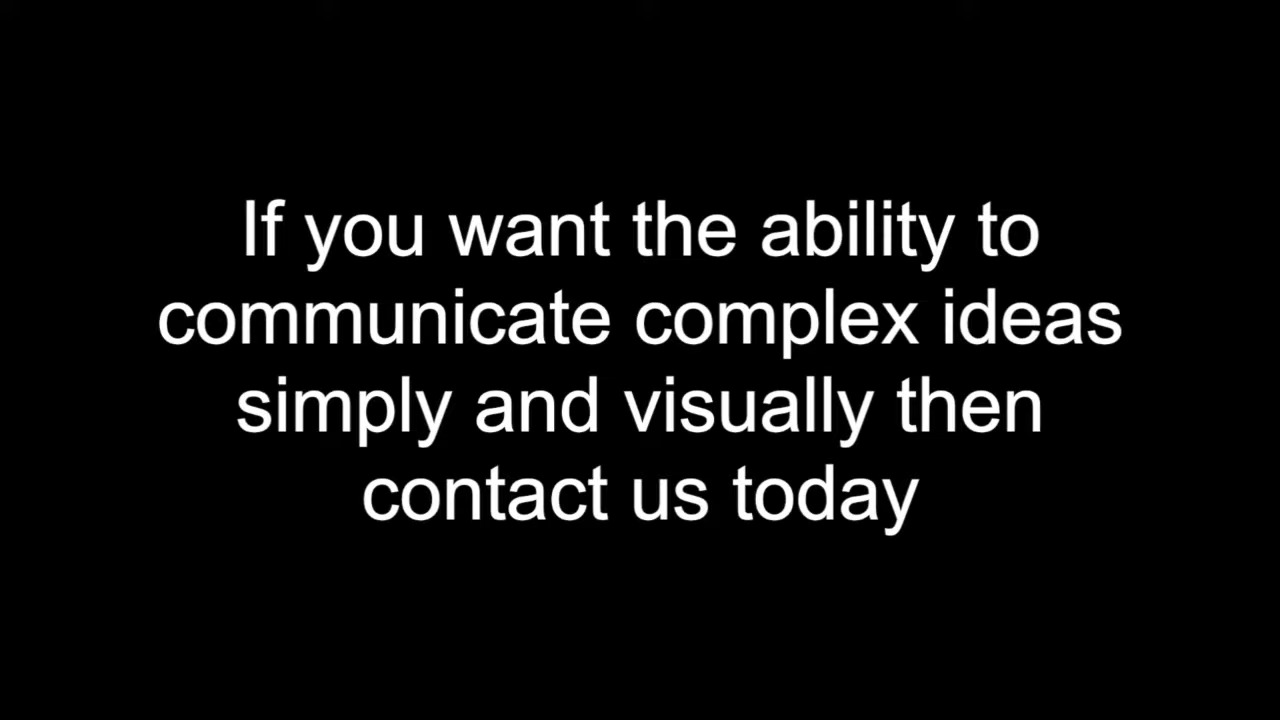 If you want the ability to
communicate complex ideas
simply and visually then
contact us today